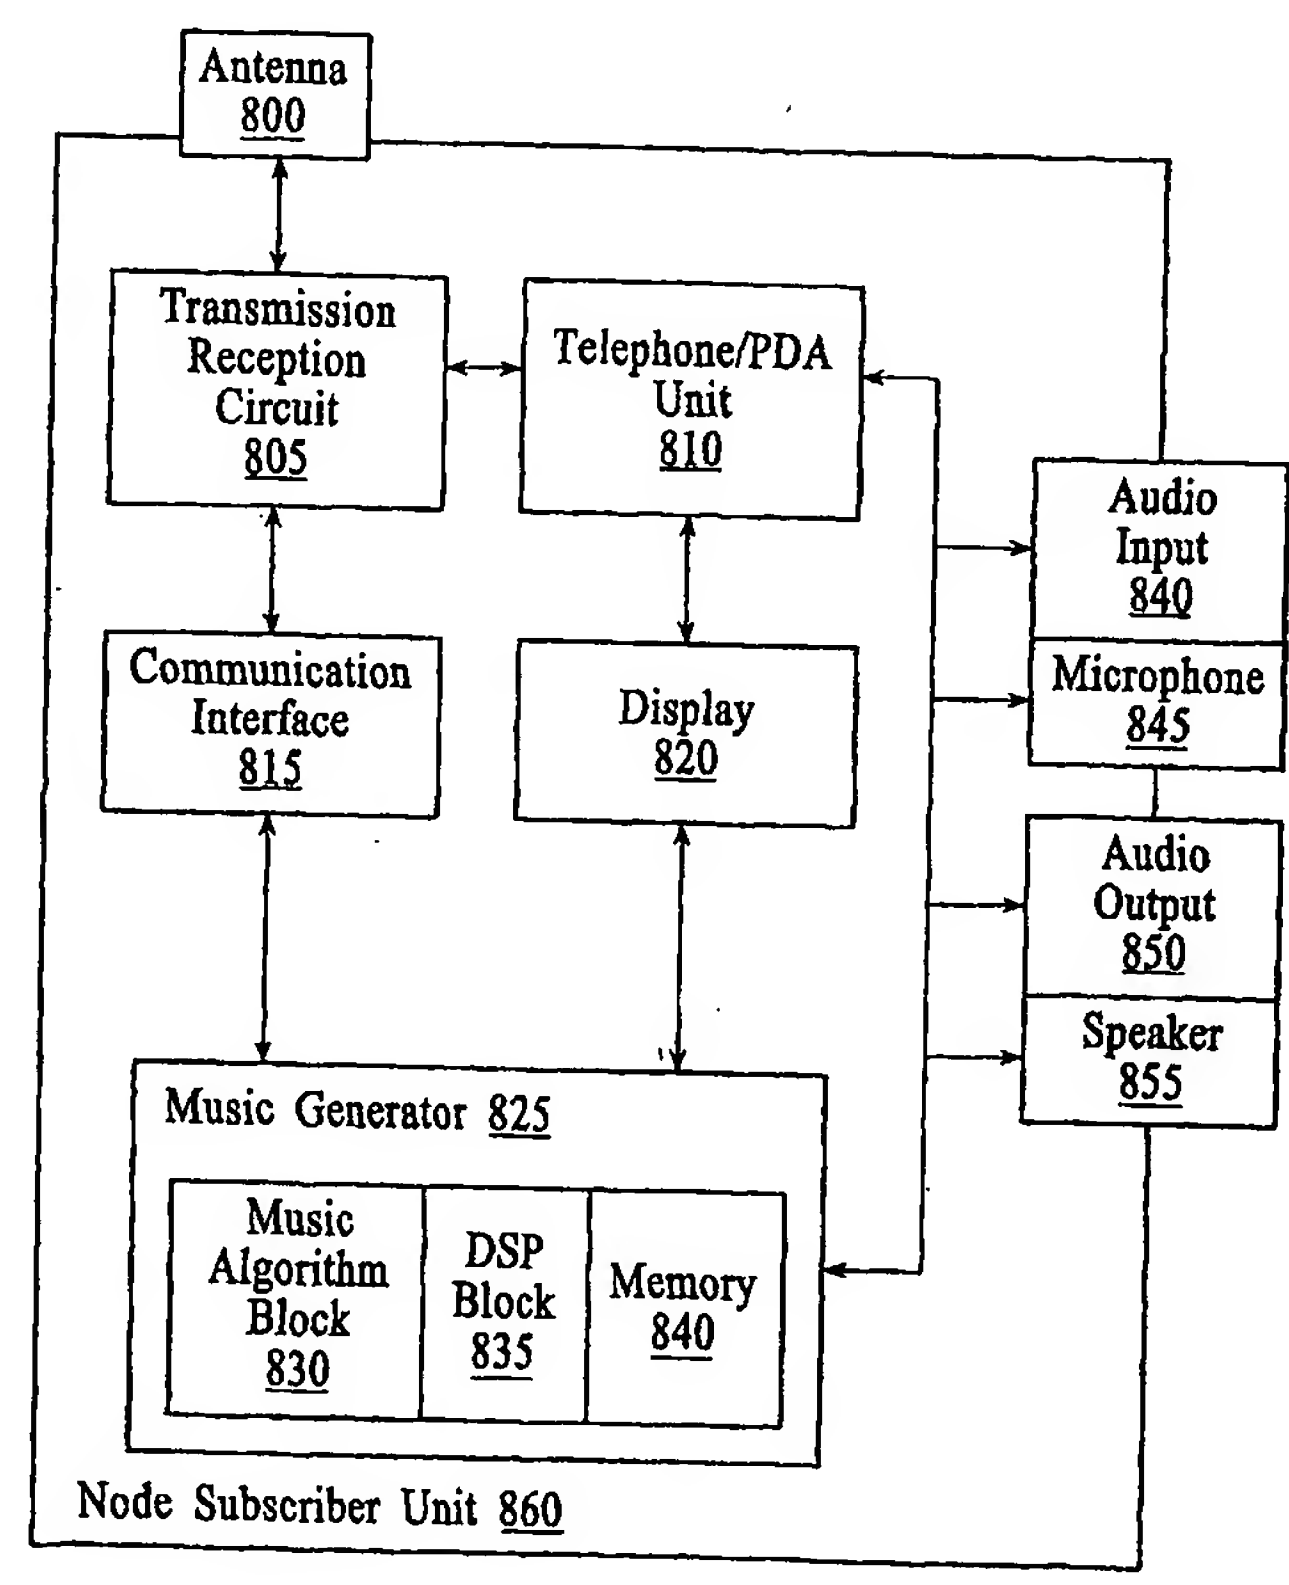 Antenna
800
Transmission
Reception
Circuit
805
Telephone/PDA
Unit
810
Audio
Input
840
Microphone
845
Communication
Interface
815
Display
820
Audio
Output
850
Speaker
855
Music Generator 825
Music
Algorithm
Block
830
DSP
Block
835
Memory
840
Node Subscriber Unit 860